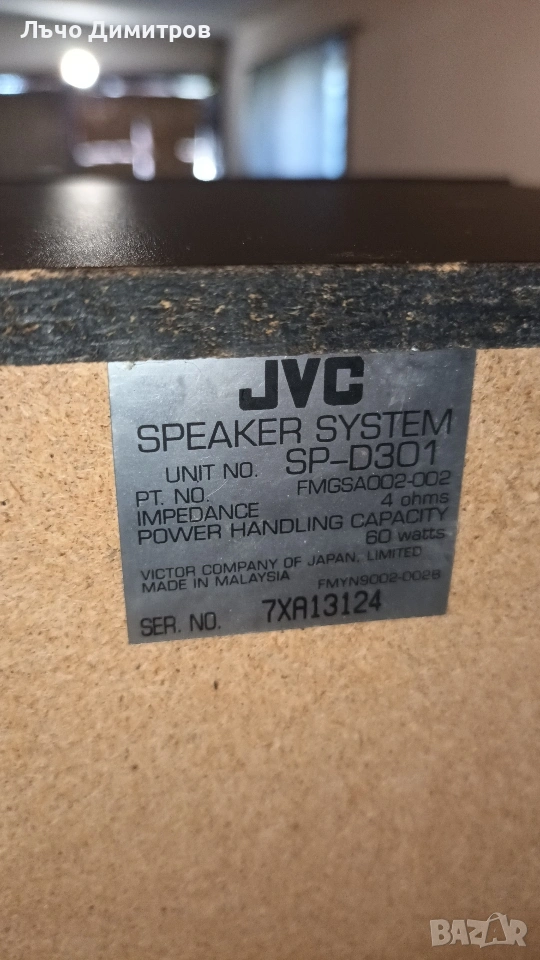 Лъчо Димитров
JVC
SPEAKER SYSTEM
UNIT NO. SP-D301
PT. NO. FMGSA002-002
IMPEDANCE 4 ohms
POWER HANDLING CAPACITY
60 watts
VICTOR COMPANY OF JAPAN, LIMITED
MADE IN MALAYSIA FMYN9002-002B
SER. NO. 7XA13124
BAZAR